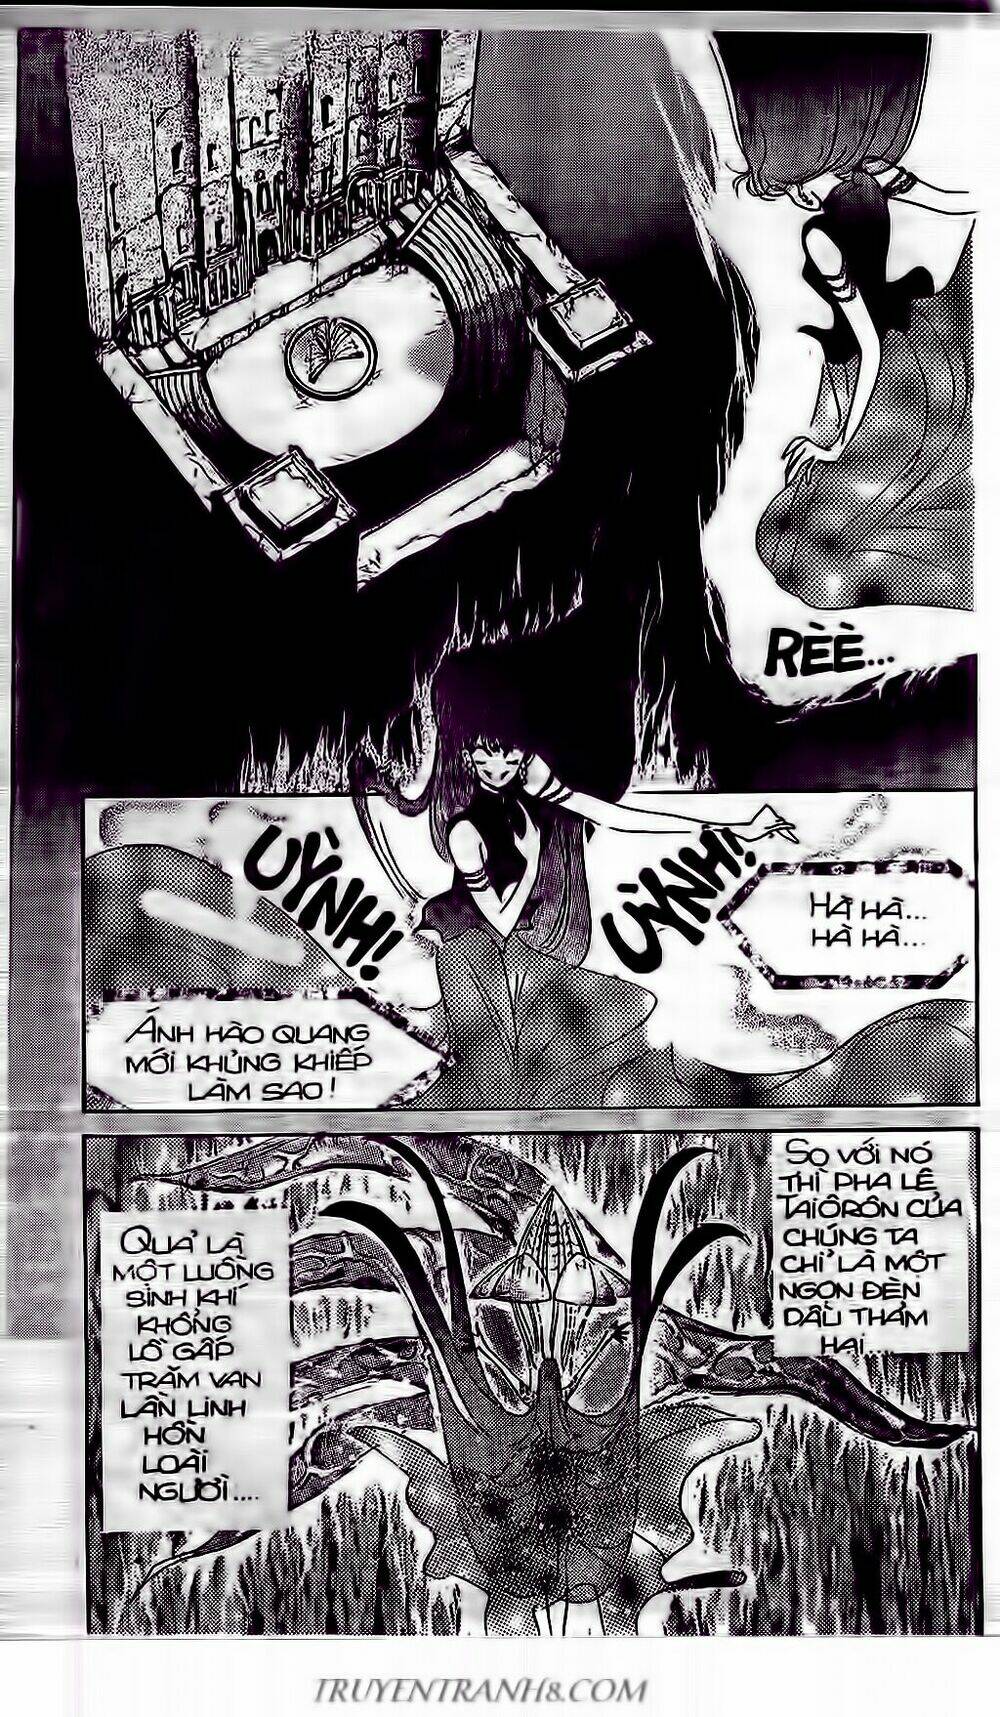 RÈÈ...
UỲNH!
UỲNH!
HÀ HÀ...
HÀ HÀ...
ÁNH HÀO QUANG
MỚI KHỦNG KHIẾP
LÀM SAO!
SO VỚI NÓ
THÌ PHA LÊ
TAIÔRÔN CỦA
CHÚNG TA
CHỈ LÀ MỘT
NGỌN ĐÈN
DẦU THẢM
HẠI....
QUẢ LÀ
MỘT LUỒNG
SINH KHÍ
KHỔNG
LỒ GẤP
TRĂM VẠN
LẦN LINH
HỒN
LOÀI
NGƯỜI....
TRUYENTRANH8.COM